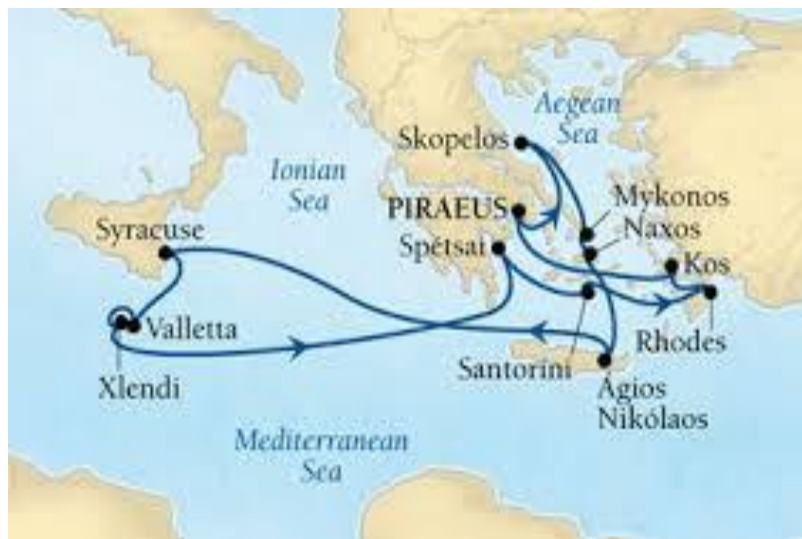 Aegean
Sea
Skopelos
Ionian
Sea
PIRAEUS
Mykonos
Naxos
Syracuse
Spétsai
Kos
Valletta
Rhodes
Xlendi
Santorini
Ágios
Nikólaos
Mediterranean
Sea